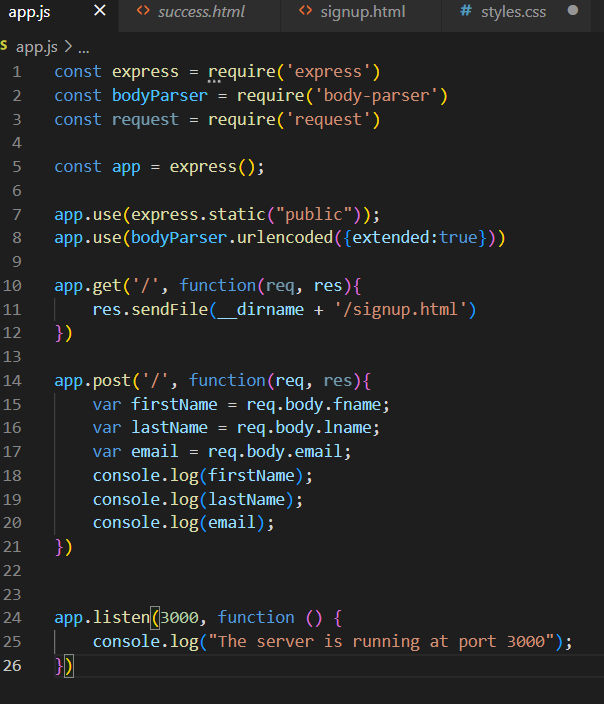 app.js × <> success.html <> signup.html # styles.css ●
S app.js > ...
1 const express = require('express')
2 const bodyParser = require('body-parser')
3 const request = require('request')
4
5 const app = express();
6
7 app.use(express.static("public"));
8 app.use(bodyParser.urlencoded({extended:true}))
9
10 app.get('/', function(req, res){
11     res.sendFile(__dirname + '/signup.html')
12 })
13
14 app.post('/', function(req, res){
15     var firstName = req.body.fname;
16     var lastName = req.body.lname;
17     var email = req.body.email;
18     console.log(firstName);
19     console.log(lastName);
20     console.log(email);
21 })
22
23
24 app.listen(3000, function () {
25     console.log("The server is running at port 3000");
26 })